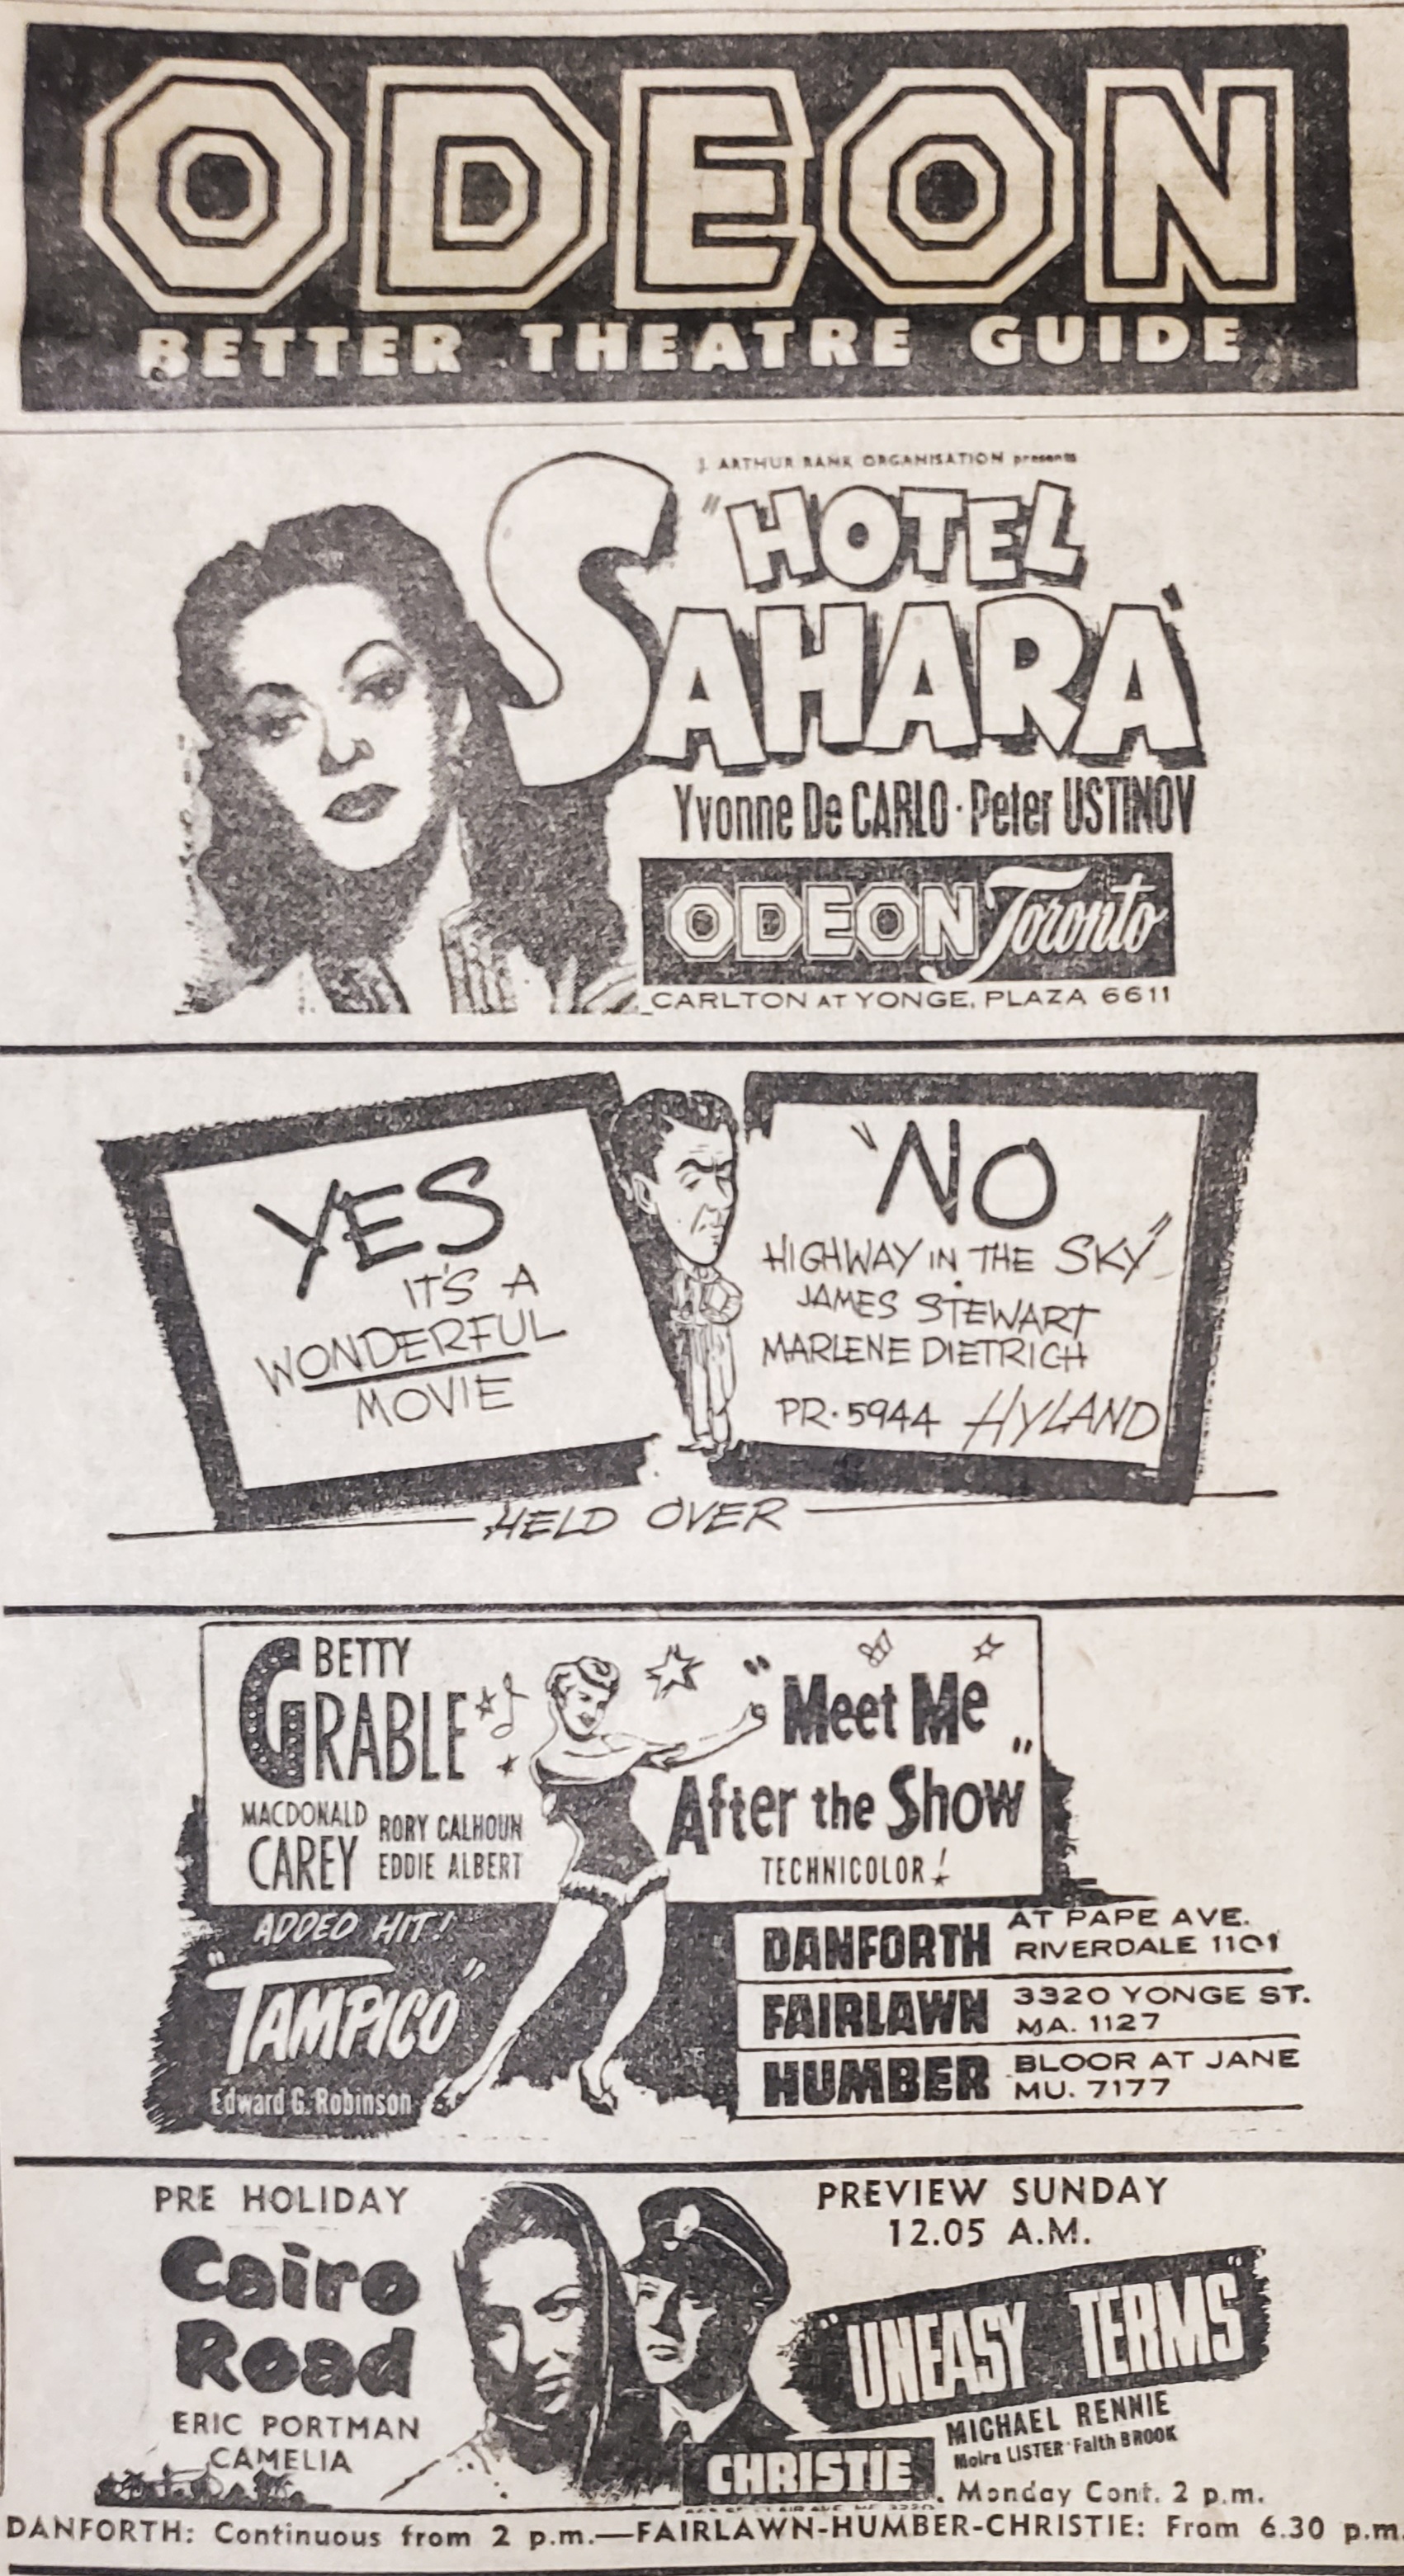 ODEON
BETTER THEATRE GUIDE
J. ARTHUR RANK ORGANISATION presents
"HOTEL
SAHARA"
Yvonne De CARLO · Peter USTINOV
ODEON Toronto
CARLTON AT YONGE, PLAZA 6611
YES
IT'S A
WONDERFUL
MOVIE
"NO
HIGHWAY IN THE SKY"
JAMES STEWART
MARLENE DIETRICH
PR. 5944 HYLAND
HELD OVER
BETTY
GRABLE
MACDONALD
CAREY
RORY CALHOUN
EDDIE ALBERT
"Meet Me
After the Show"
TECHNICOLOR!
ADDED HIT!
"TAMPICO"
Edward G. Robinson
DANFORTH AT PAPE AVE.
RIVERDALE 1101
FAIRLAWN 3320 YONGE ST.
MA. 1127
HUMBER BLOOR AT JANE
MU. 7177
PRE HOLIDAY
Cairo
Road
ERIC PORTMAN
CAMELIA
PREVIEW SUNDAY
12.05 A.M.
"UNEASY TERMS"
MICHAEL RENNIE
Moira LISTER · Faith BROOK
CHRISTIE
Monday Cont. 2 p.m.
DANFORTH: Continuous from 2 p.m.—FAIRLAWN-HUMBER-CHRISTIE: From 6.30 p.m.